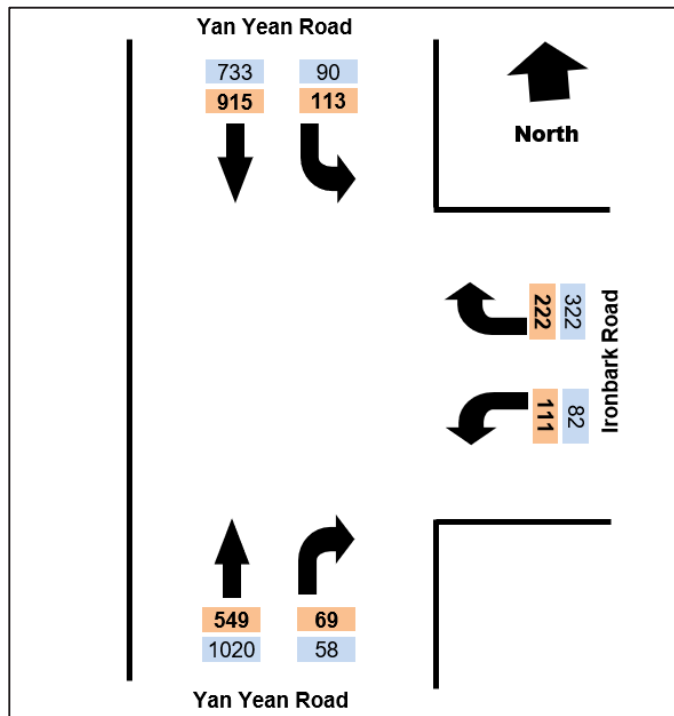 Yan Yean Road
733 90
915 113
North
222 322
111 82
Ironbark Road
549 69
1020 58
Yan Yean Road